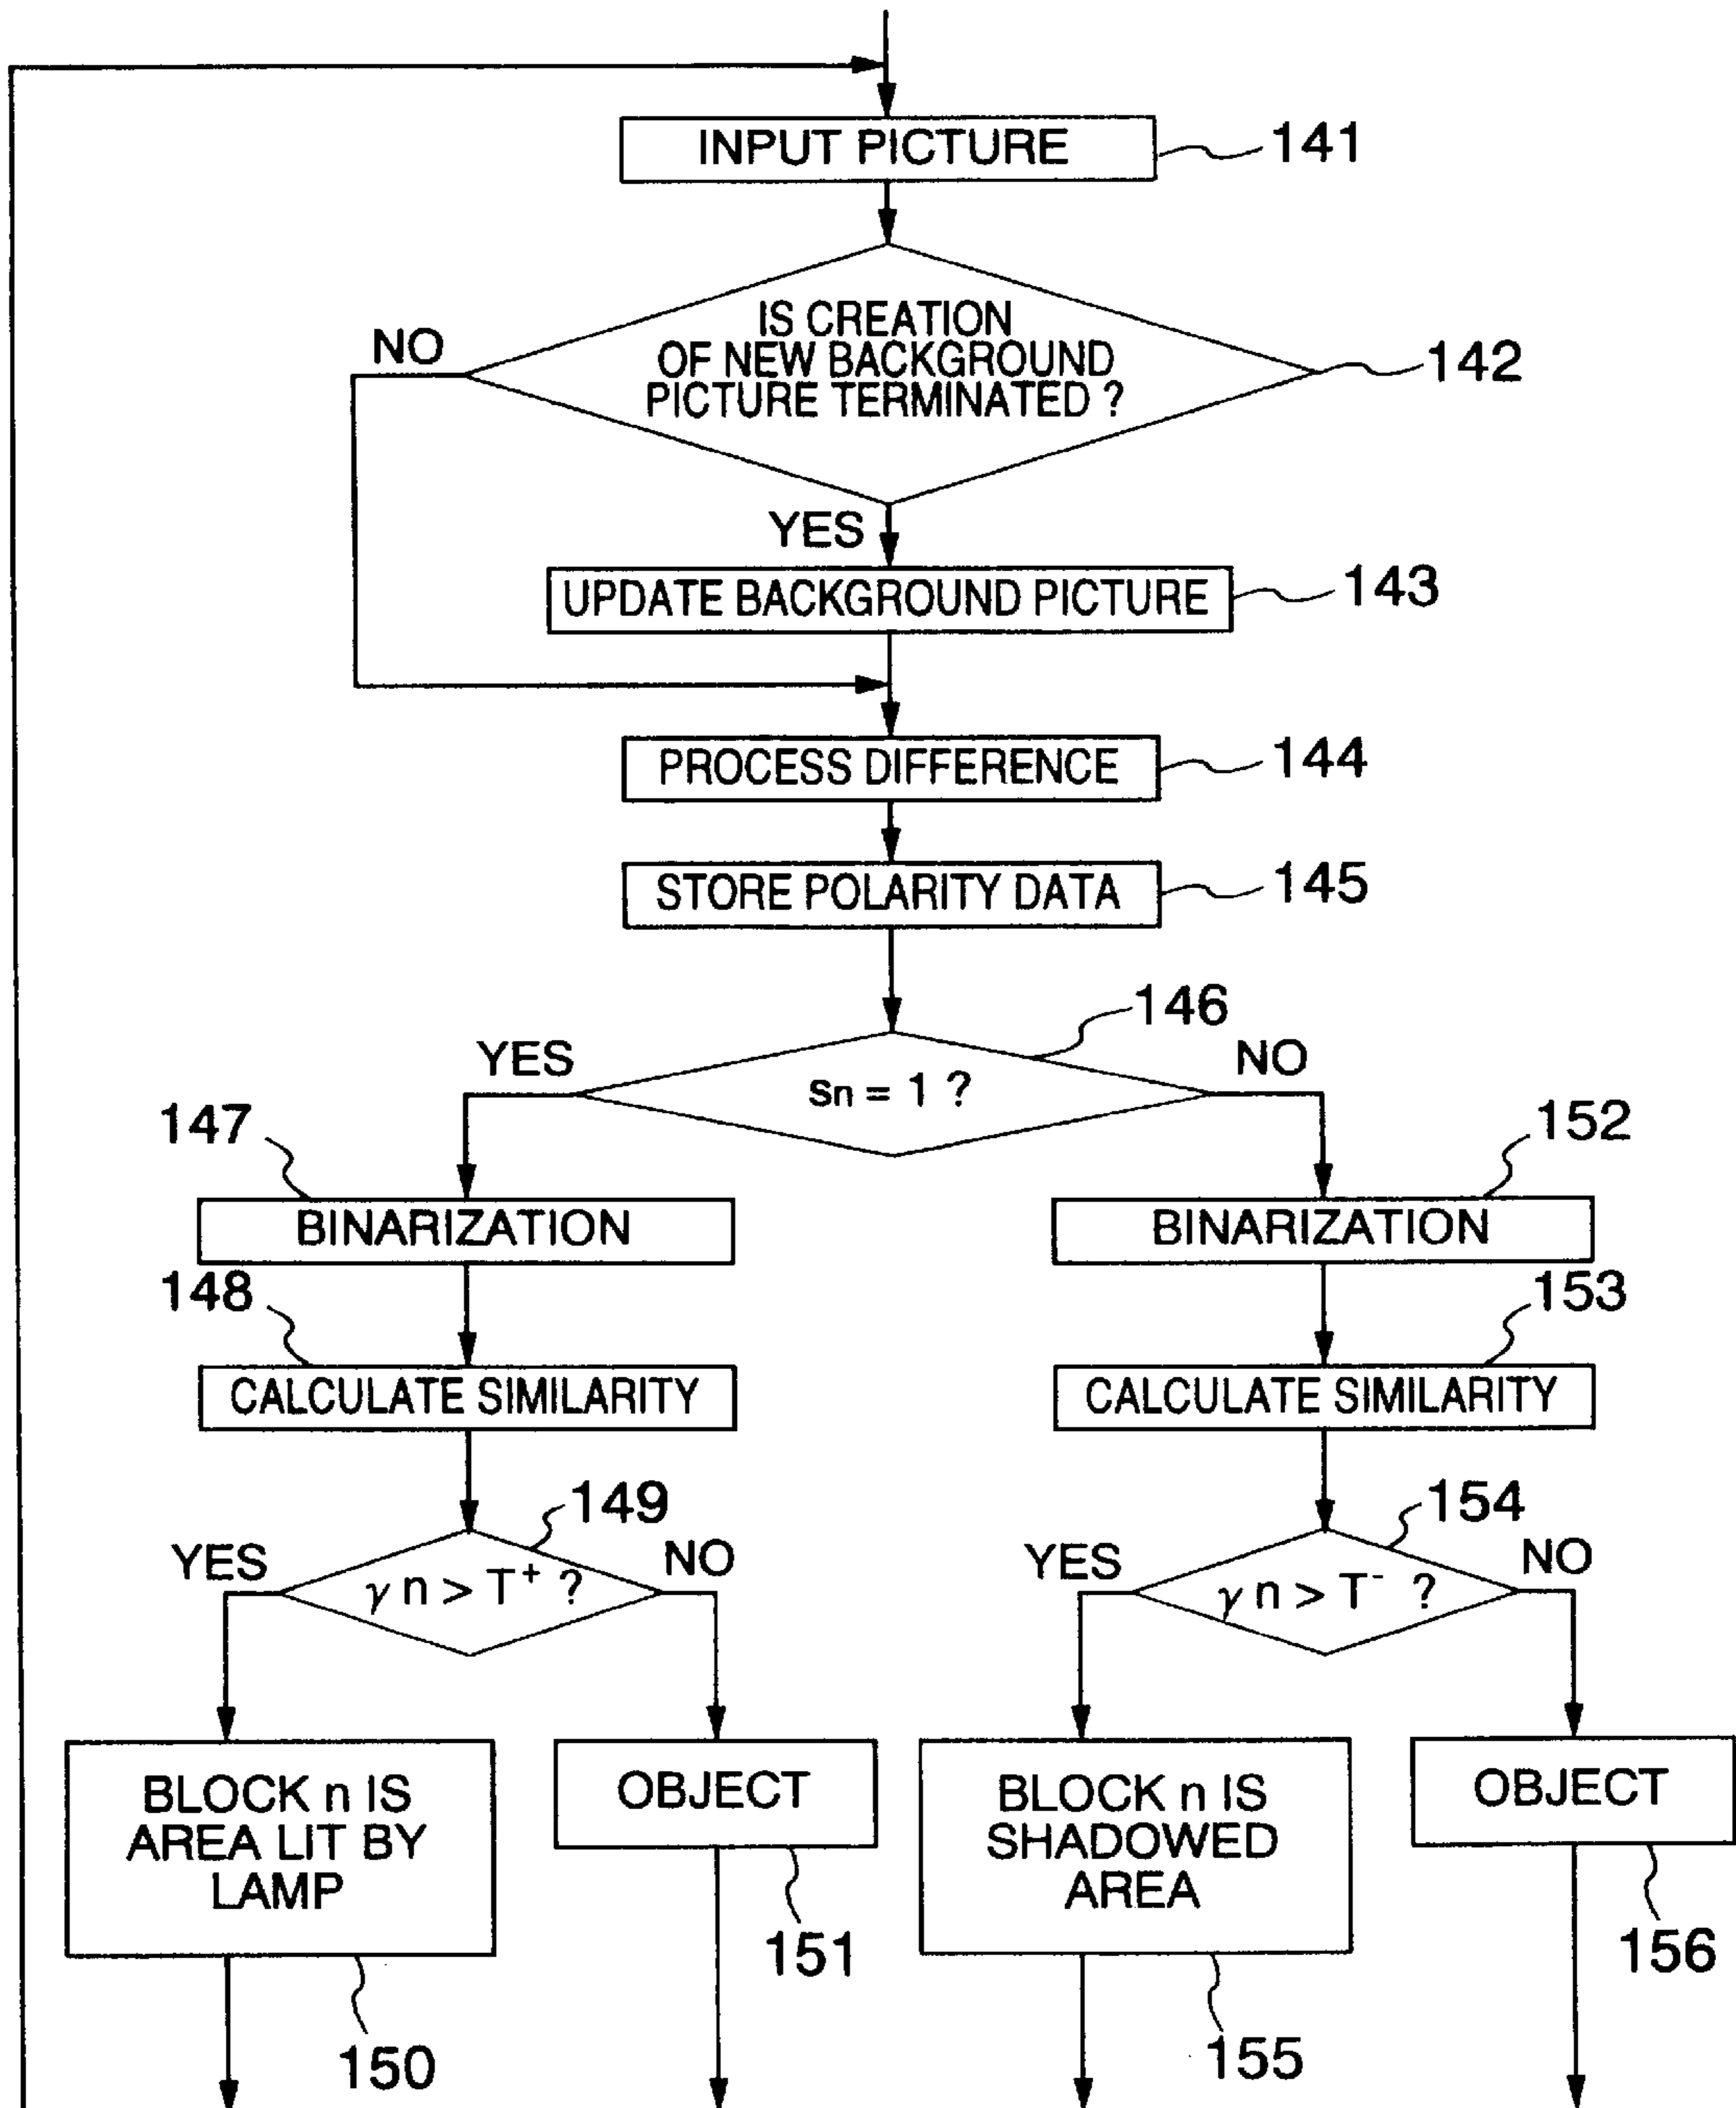 INPUT PICTURE
141
IS CREATION
OF NEW BACKGROUND
PICTURE TERMINATED ?
NO
142
YES
UPDATE BACKGROUND PICTURE
143
PROCESS DIFFERENCE
144
STORE POLARITY DATA
145
146
YES
NO
sn = 1 ?
147
152
BINARIZATION
BINARIZATION
148
153
CALCULATE SIMILARITY
CALCULATE SIMILARITY
149
154
YES
NO
YES
NO
γ n > T⁺ ?
γ n > T⁻ ?
BLOCK n IS
AREA LIT BY
LAMP
OBJECT
BLOCK n IS
SHADOWED
AREA
OBJECT
151
156
150
155